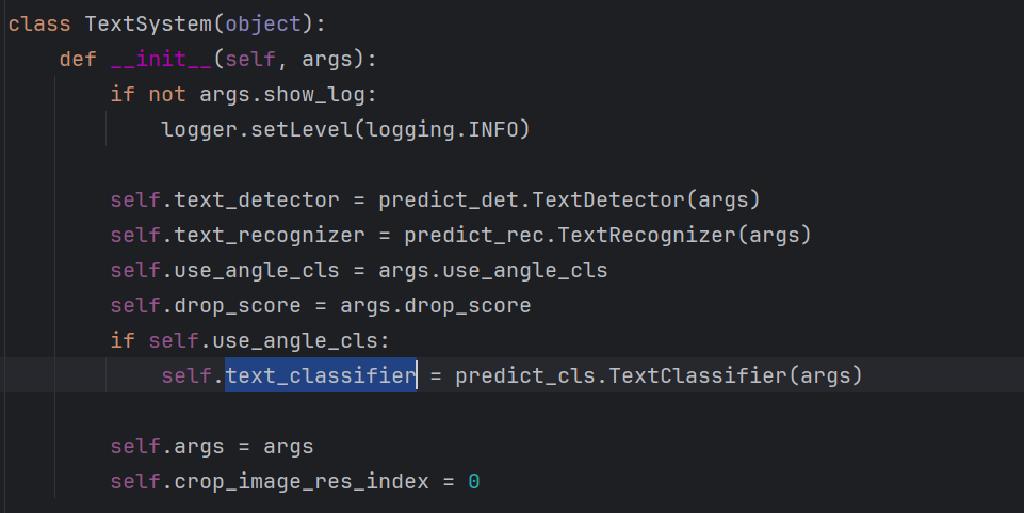 class TextSystem(object):
    def __init__(self, args):
        if not args.show_log:
            logger.setLevel(logging.INFO)

        self.text_detector = predict_det.TextDetector(args)
        self.text_recognizer = predict_rec.TextRecognizer(args)
        self.use_angle_cls = args.use_angle_cls
        self.drop_score = args.drop_score
        if self.use_angle_cls:
            self.text_classifier = predict_cls.TextClassifier(args)

        self.args = args
        self.crop_image_res_index = 0